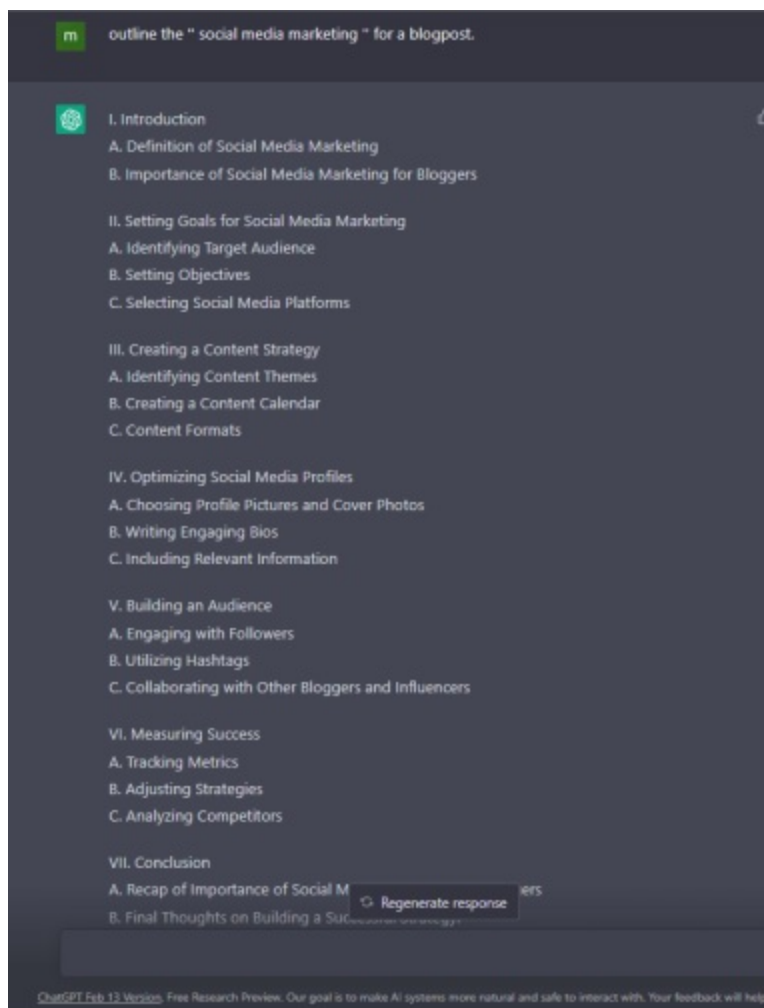 m
outline the " social media marketing " for a blogpost.
I. Introduction
A. Definition of Social Media Marketing
B. Importance of Social Media Marketing for Bloggers
II. Setting Goals for Social Media Marketing
A. Identifying Target Audience
B. Setting Objectives
C. Selecting Social Media Platforms
III. Creating a Content Strategy
A. Identifying Content Themes
B. Creating a Content Calendar
C. Content Formats
IV. Optimizing Social Media Profiles
A. Choosing Profile Pictures and Cover Photos
B. Writing Engaging Bios
C. Including Relevant Information
V. Building an Audience
A. Engaging with Followers
B. Utilizing Hashtags
C. Collaborating with Other Bloggers and Influencers
VI. Measuring Success
A. Tracking Metrics
B. Adjusting Strategies
C. Analyzing Competitors
VII. Conclusion
A. Recap of Importance of Social M
Regenerate response
ers
B. Final Thoughts on Building a
ChatGPT Feb 13 Version. Free Research Preview. Our goal is to make AI systems more natural and safe to interact with. Your feedback will help